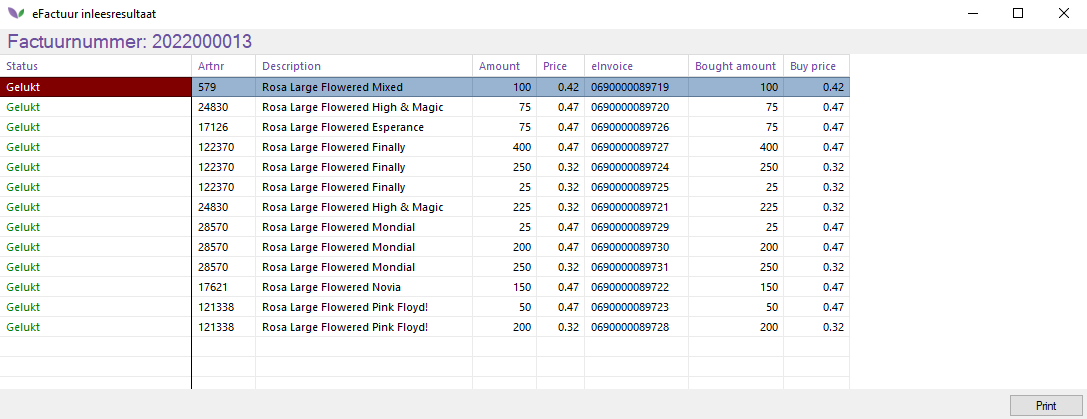 eFactuur inleesresultaat
Factuurnummer: 2022000013
Status Artnr Description Amount Price eInvoice Bought amount Buy price
Gelukt 579 Rosa Large Flowered Mixed 100 0.42 0690000089719 100 0.42
Gelukt 24830 Rosa Large Flowered High & Magic 75 0.47 0690000089720 75 0.47
Gelukt 17126 Rosa Large Flowered Esperance 75 0.47 0690000089726 75 0.47
Gelukt 122370 Rosa Large Flowered Finally 400 0.47 0690000089727 400 0.47
Gelukt 122370 Rosa Large Flowered Finally 250 0.32 0690000089724 250 0.32
Gelukt 122370 Rosa Large Flowered Finally 25 0.32 0690000089725 25 0.32
Gelukt 24830 Rosa Large Flowered High & Magic 225 0.32 0690000089721 225 0.32
Gelukt 28570 Rosa Large Flowered Mondial 25 0.47 0690000089729 25 0.47
Gelukt 28570 Rosa Large Flowered Mondial 200 0.47 0690000089730 200 0.47
Gelukt 28570 Rosa Large Flowered Mondial 250 0.32 0690000089731 250 0.32
Gelukt 17621 Rosa Large Flowered Novia 150 0.47 0690000089722 150 0.47
Gelukt 121338 Rosa Large Flowered Pink Floyd! 50 0.47 0690000089723 50 0.47
Gelukt 121338 Rosa Large Flowered Pink Floyd! 200 0.32 0690000089728 200 0.32
Print